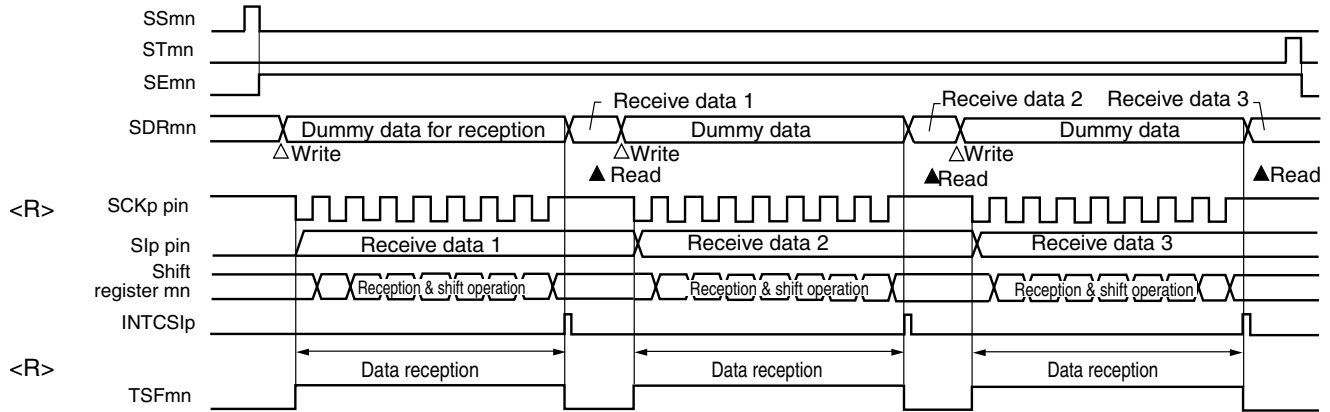 SSmn
STmn
SEmn
Receive data 1
Receive data 2 Receive data 3
SDRmn Dummy data for reception Dummy data Dummy data
△Write △Write △Write
▲ Read ▲Read ▲Read
<R> SCKp pin
SIp pin Receive data 1 Receive data 2 Receive data 3
Shift
register mn Reception & shift operation Reception & shift operation Reception & shift operation
INTCSIp
<R> Data reception Data reception Data reception
TSFmn